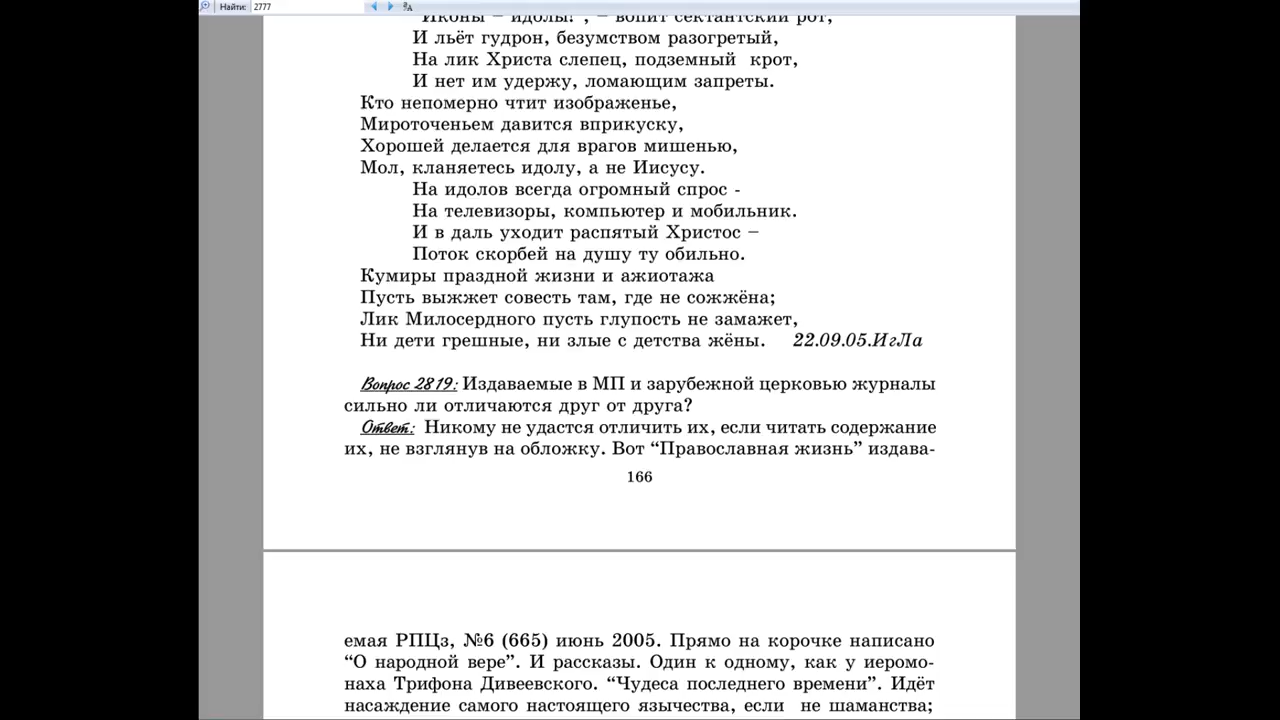 Найти: 2777
"Иконы – идолы!", – вопит сектантский рот,
И льёт гудрон, безумством разогретый,
На лик Христа слепец, подземный крот,
И нет им удержу, ломающим запреты.
Кто непомерно чтит изображенье,
Мироточеньем давится вприкуску,
Хорошей делается для врагов мишенью,
Мол, кланяетесь идолу, а не Иисусу.
На идолов всегда огромный спрос -
На телевизоры, компьютер и мобильник.
И в даль уходит распятый Христос –
Поток скорбей на душу ту обильно.
Кумиры праздной жизни и ажиотажа
Пусть выжжет совесть там, где не сожжёна;
Лик Милосердного пусть глупость не замажет,
Ни дети грешные, ни злые с детства жёны. 22.09.05.ИгЛа
Вопрос 2819: Издаваемые в МП и зарубежной церковью журналы
сильно ли отличаются друг от друга?
Ответ: Никому не удастся отличить их, если читать содержание
их, не взглянув на обложку. Вот “Православная жизнь” издава-
166
емая РПЦз, №6 (665) июнь 2005. Прямо на корочке написано
“О народной вере”. И рассказы. Один к одному, как у иеромо-
наха Трифона Дивеевского. “Чудеса последнего времени”. Идёт
насаждение самого настоящего язычества, если не шаманства;